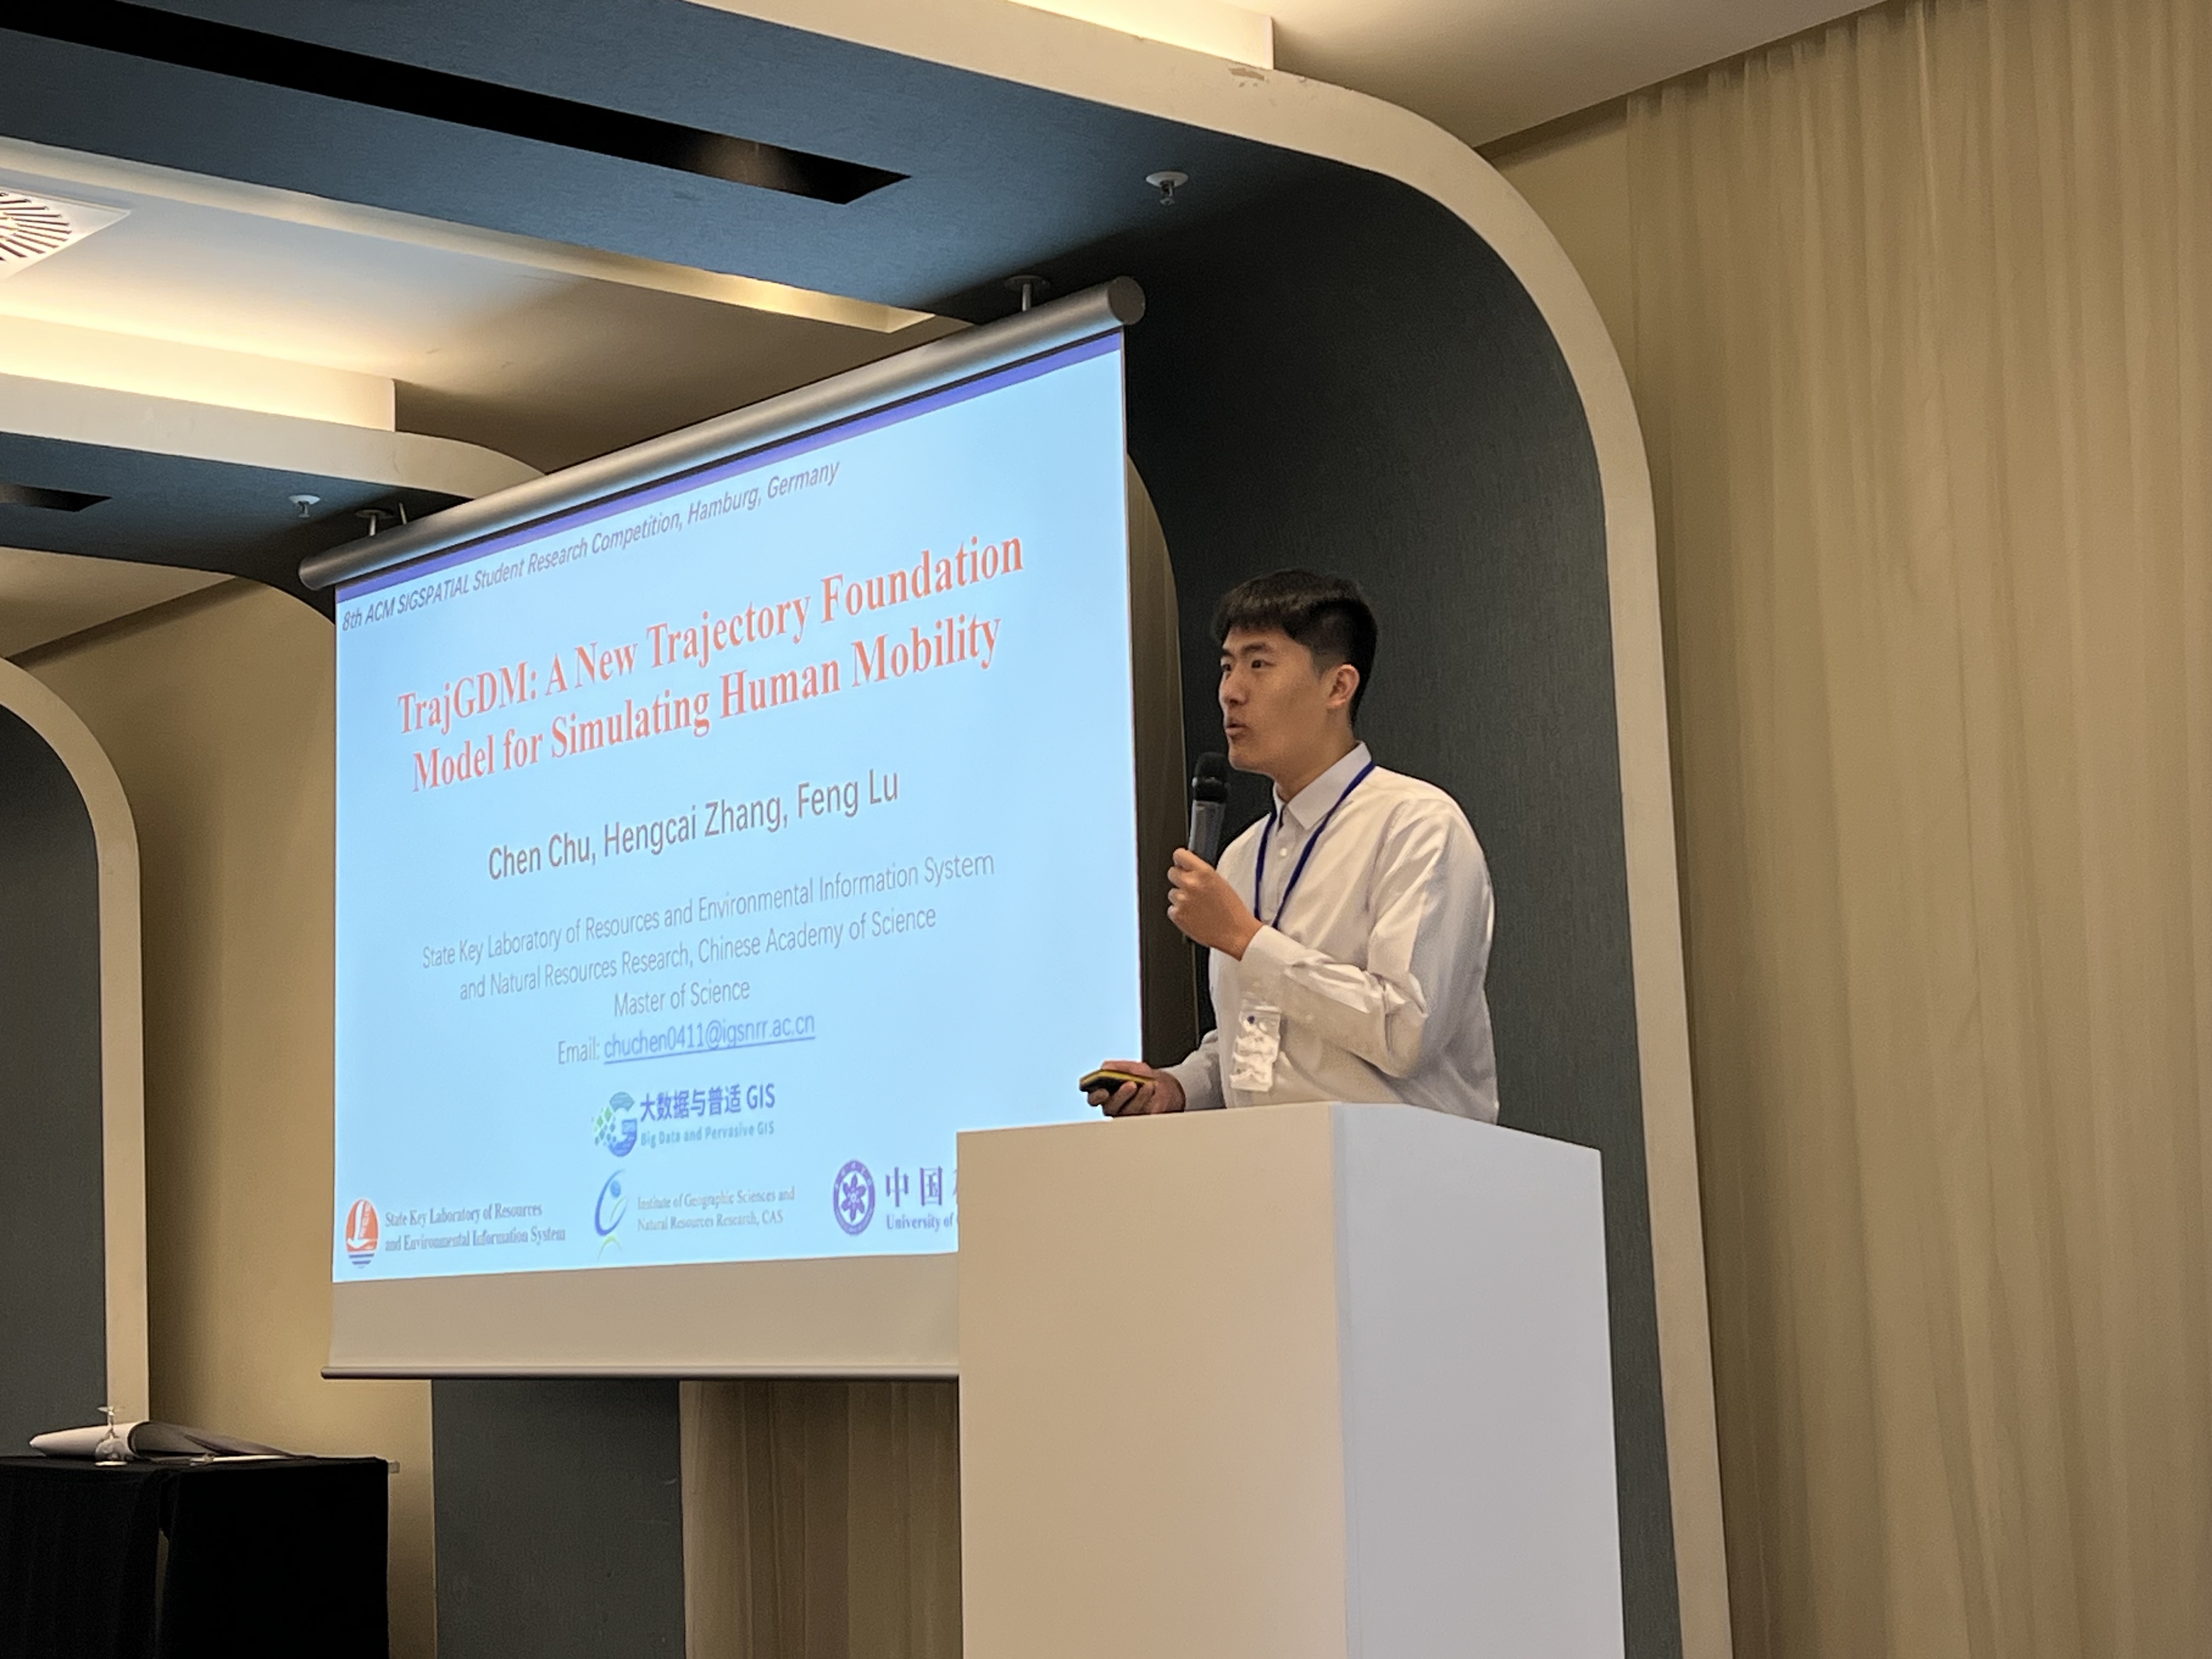 8th ACM SIGSPATIAL Student Research Competition, Hamburg, Germany
TrajGDM: A New Trajectory Foundation
Model for Simulating Human Mobility
Chen Chu, Hengcai Zhang, Feng Lu
State Key Laboratory of Resources and Environmental Information System
and Natural Resources Research, Chinese Academy of Science
Master of Science
Email: chuchen0411@igsnrr.ac.cn
大数据与普适 GIS
Big Data and Pervasive GIS
State Key Laboratory of Resources
and Environmental Information System
Institute of Geographic Sciences and
Natural Resources Research, CAS
中国
University of